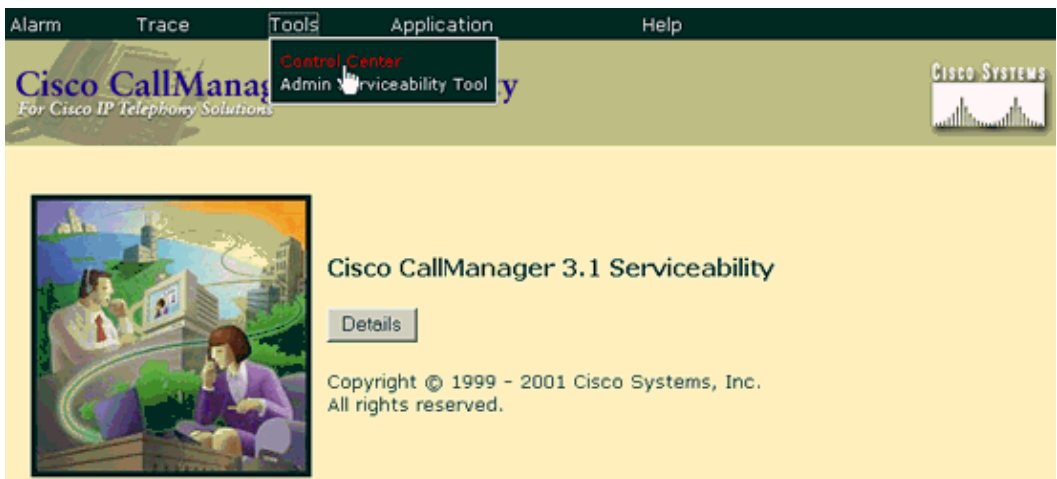 Alarm Trace Tools Application Help
Control Center
Admin Serviceability Tool
Cisco CallManager
For Cisco IP Telephony Solutions
CISCO SYSTEMS
Cisco CallManager 3.1 Serviceability
Details
Copyright © 1999 - 2001 Cisco Systems, Inc.
All rights reserved.